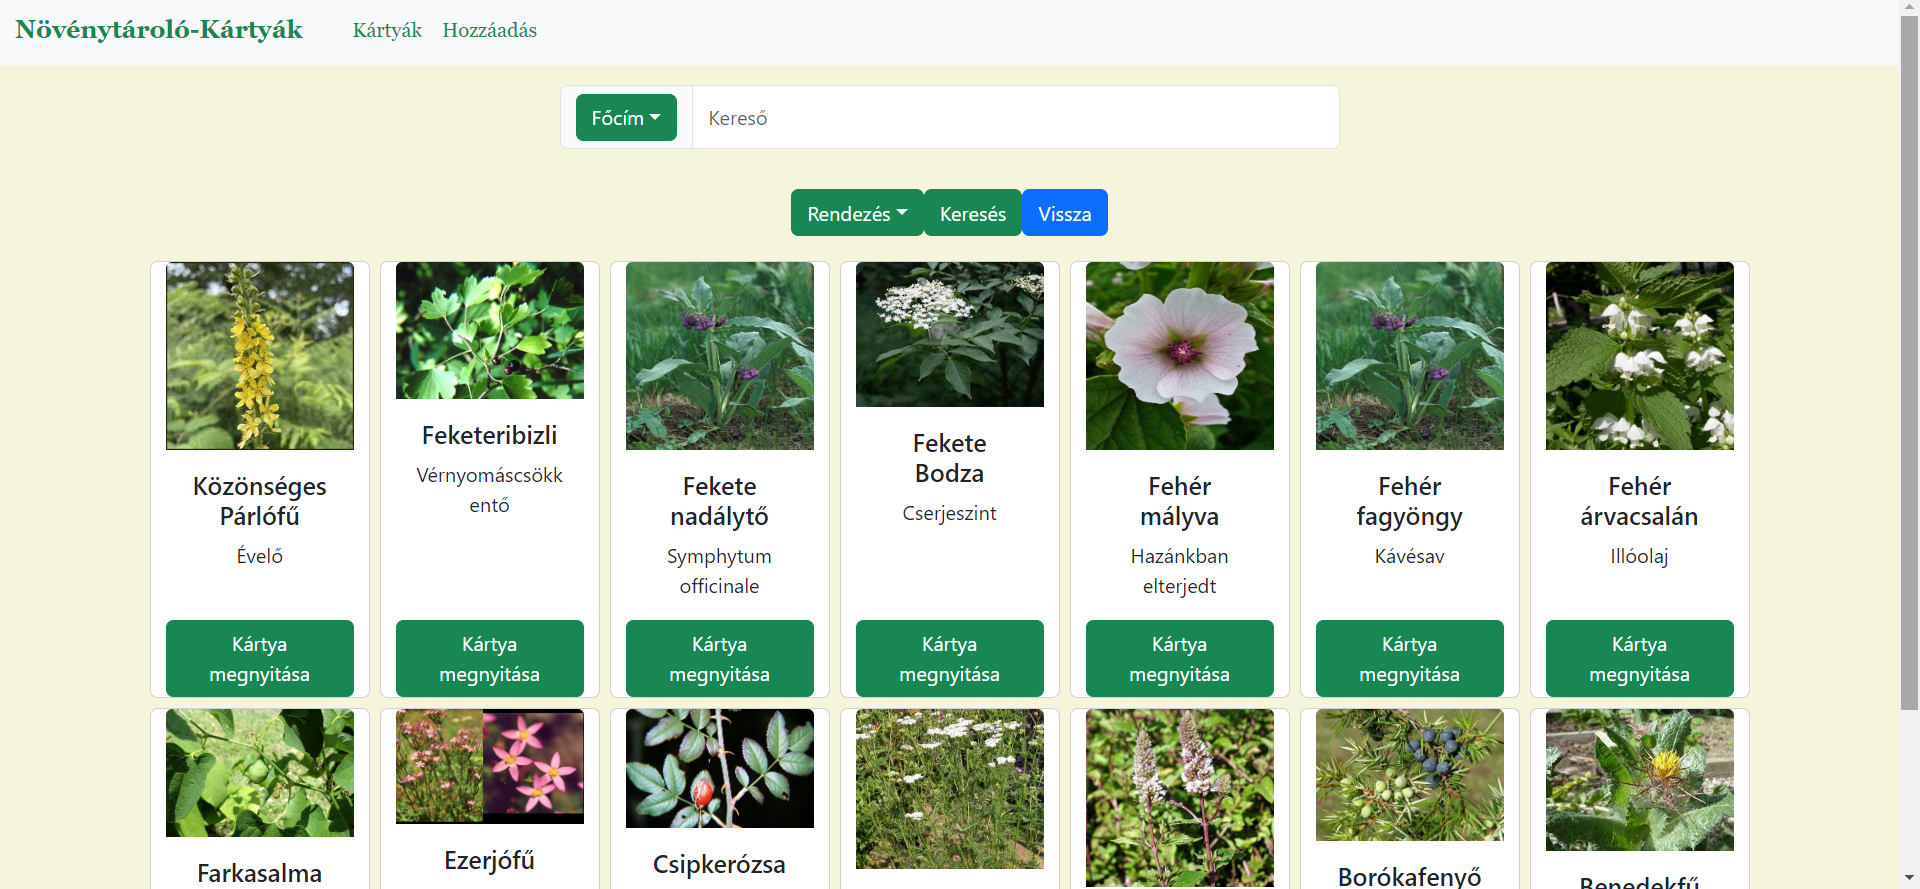 Növénytároló-Kártyák
Kártyák
Hozzáadás
Főcím
Kereső
Rendezés
Keresés
Vissza
Közönséges
Párlófű
Évelő
Kártya
megnyitása
Feketeribizli
Vérnyomáscsökk
entő
Kártya
megnyitása
Fekete
nadálytő
Symphytum
officinale
Kártya
megnyitása
Fekete
Bodza
Cserjeszint
Kártya
megnyitása
Fehér
mályva
Hazánkban
elterjedt
Kártya
megnyitása
Fehér
fagyöngy
Kávésav
Kártya
megnyitása
Fehér
árvacsalán
Illóolaj
Kártya
megnyitása
Farkasalma
Ezerjófű
Csipkerózsa
Borókafenyő
Benedekfű